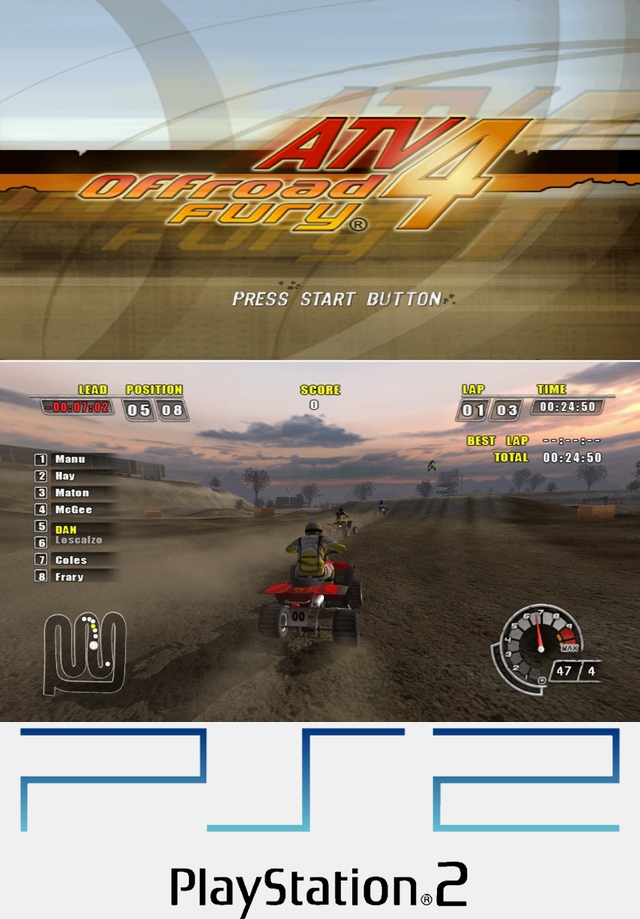 ATV
Offroad 4
Fury®
PRESS START BUTTON
LEAD POSITION SCORE LAP TIME
-00:07:02 05 08 0 01 03 00:24:50
BEST LAP --:--:--
TOTAL 00:24:50
1 Manu
2 Hay
3 Maton
4 McGee
5 DAN
6 Loscalzo
7 Coles
8 Frary
00
MAX
47 4
PS2
PlayStation®2